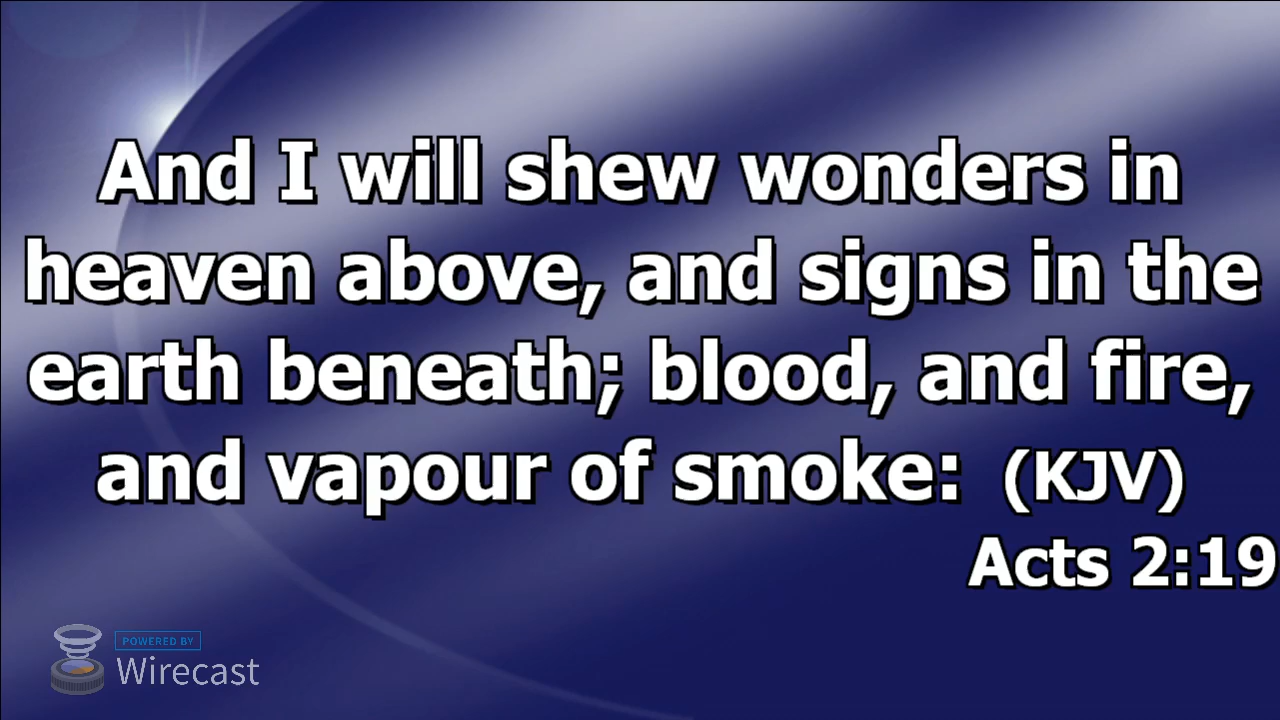 And I will shew wonders in
heaven above, and signs in the
earth beneath; blood, and fire,
and vapour of smoke: (KJV)
Acts 2:19
POWERED BY
Wirecast